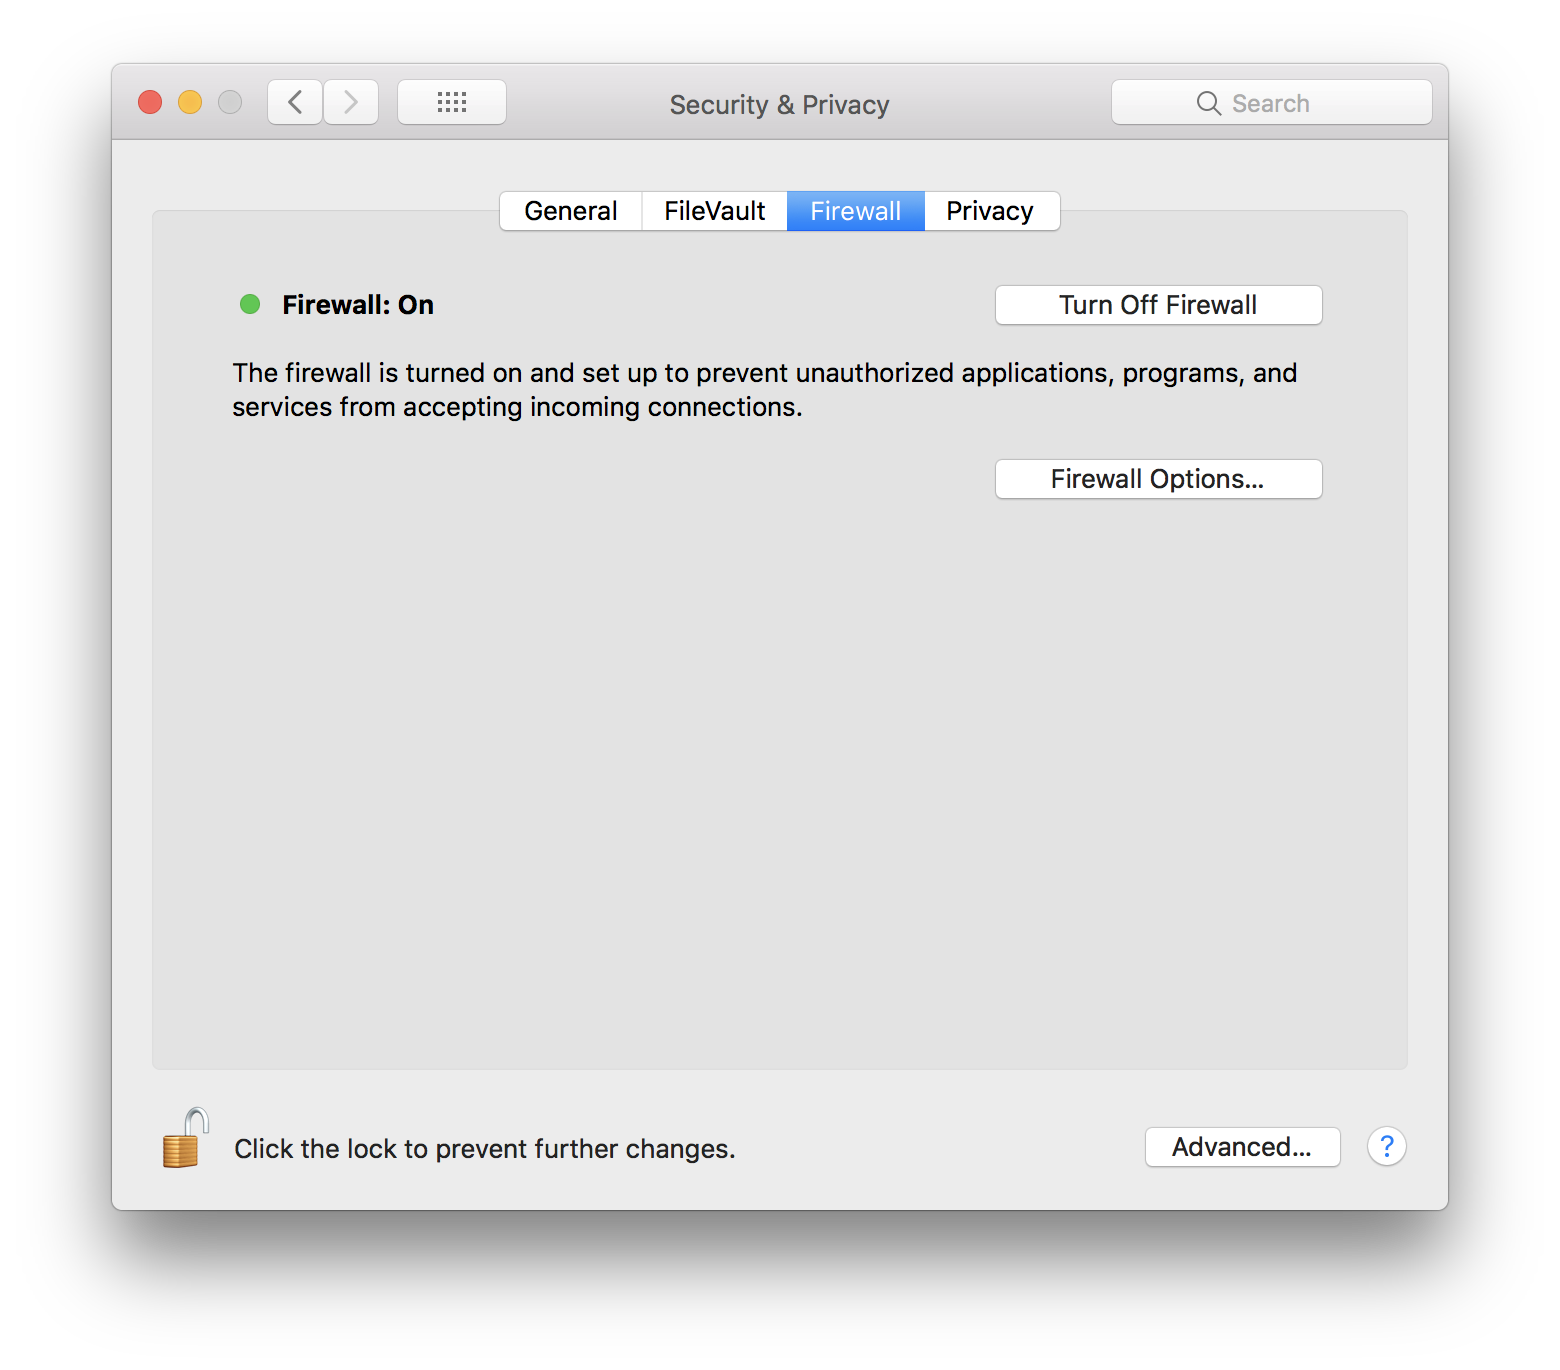 Security & Privacy
Search
General
FileVault
Firewall
Privacy
Firewall: On
Turn Off Firewall
The firewall is turned on and set up to prevent unauthorized applications, programs, and
services from accepting incoming connections.
Firewall Options...
Click the lock to prevent further changes.
Advanced...
?